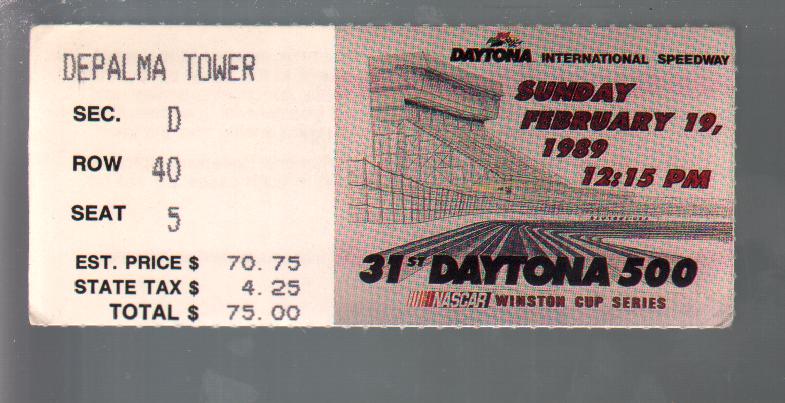 DEPALMA TOWER
SEC. D
ROW 40
SEAT 5
EST. PRICE $ 70.75
STATE TAX $ 4.25
TOTAL $ 75.00
DAYTONA INTERNATIONAL SPEEDWAY
SUNDAY
FEBRUARY 19,
1989
12:15 PM
31ST DAYTONA 500
NASCAR WINSTON CUP SERIES